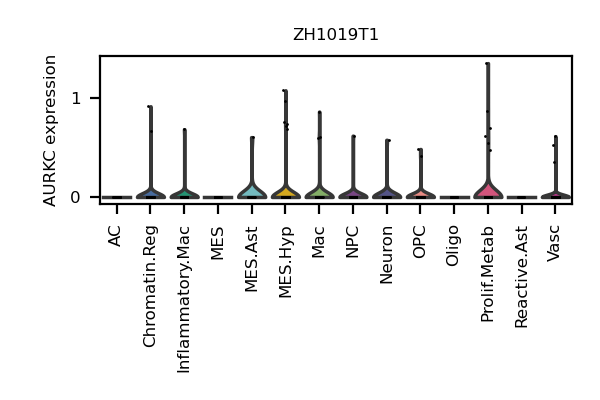 ZH1019T1
AURKC expression
1
0
AC
Chromatin.Reg
Inflammatory.Mac
MES
MES.Ast
MES.Hyp
Mac
NPC
Neuron
OPC
Oligo
Prolif.Metab
Reactive.Ast
Vasc